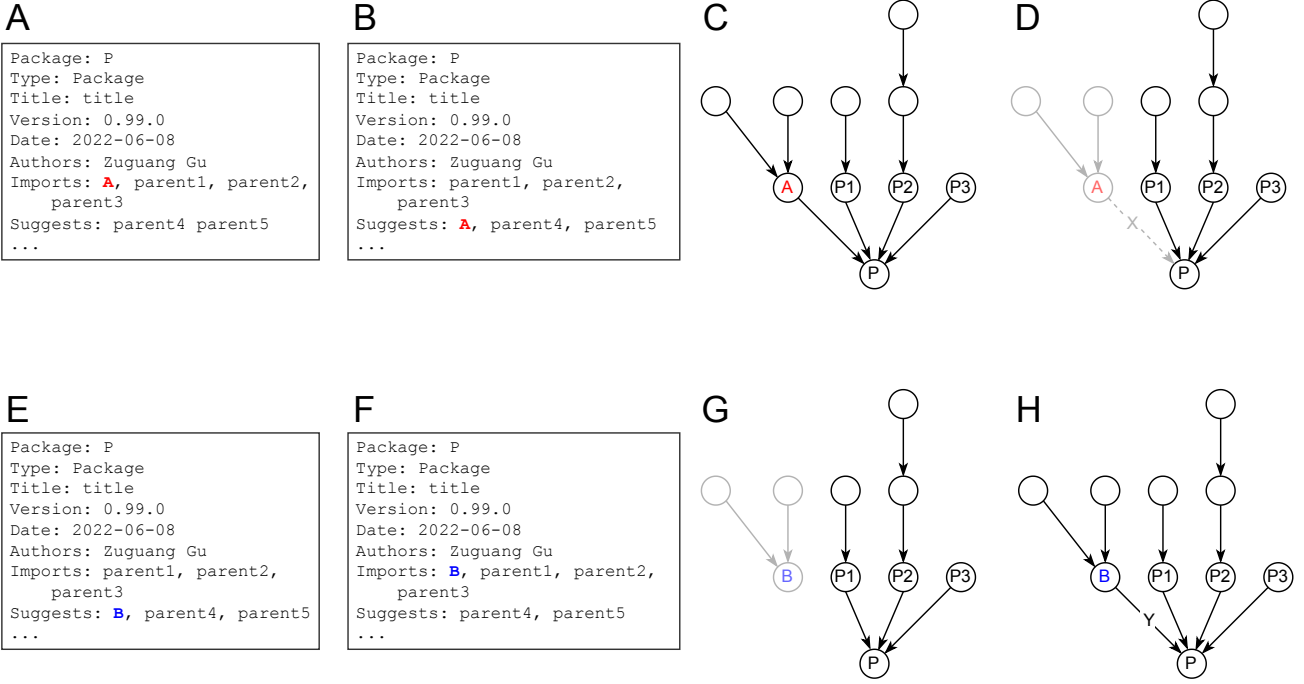 A
Package: P
Type: Package
Title: title
Version: 0.99.0
Date: 2022-06-08
Authors: Zuguang Gu
Imports: A, parent1, parent2,
parent3
Suggests: parent4 parent5
...
B
Package: P
Type: Package
Title: title
Version: 0.99.0
Date: 2022-06-08
Authors: Zuguang Gu
Imports: parent1, parent2,
parent3
Suggests: A, parent4, parent5
...
C
A P1 P2 P3
P
D
A P1 P2 P3
X
P
E
Package: P
Type: Package
Title: title
Version: 0.99.0
Date: 2022-06-08
Authors: Zuguang Gu
Imports: parent1, parent2,
parent3
Suggests: B, parent4, parent5
...
F
Package: P
Type: Package
Title: title
Version: 0.99.0
Date: 2022-06-08
Authors: Zuguang Gu
Imports: B, parent1, parent2,
parent3
Suggests: parent4, parent5
...
G
B P1 P2 P3
P
H
B P1 P2 P3
Y
P